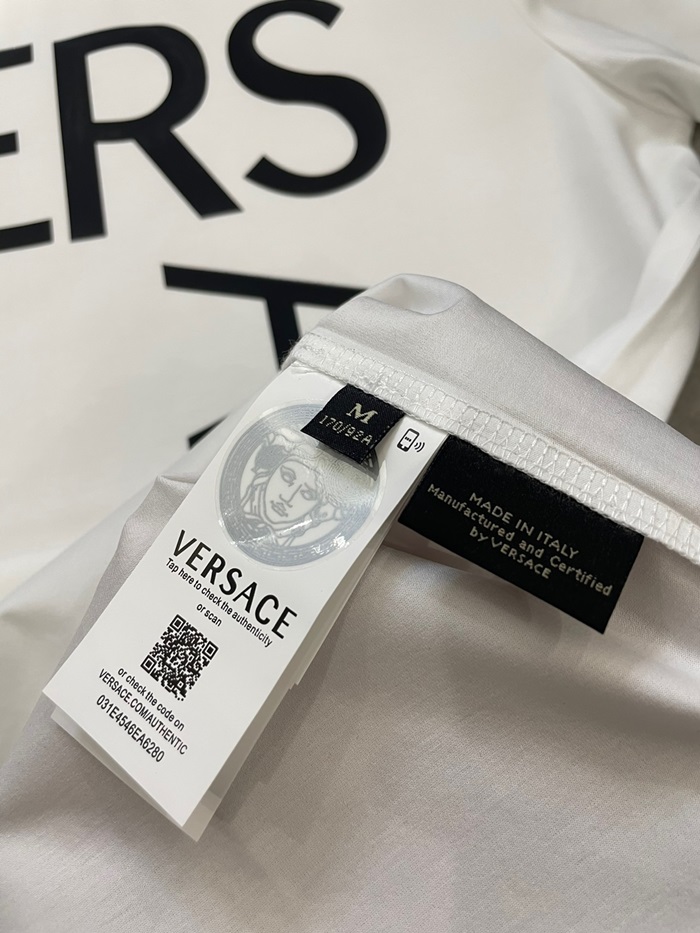 ERS
T
M
170/92A
VERSACE
Tap here to check the authenticity
or scan
or check the code on
VERSACE.COM/AUTHENTIC
031E4546EA6280
MADE IN ITALY
Manufactured and Certified
by VERSACE